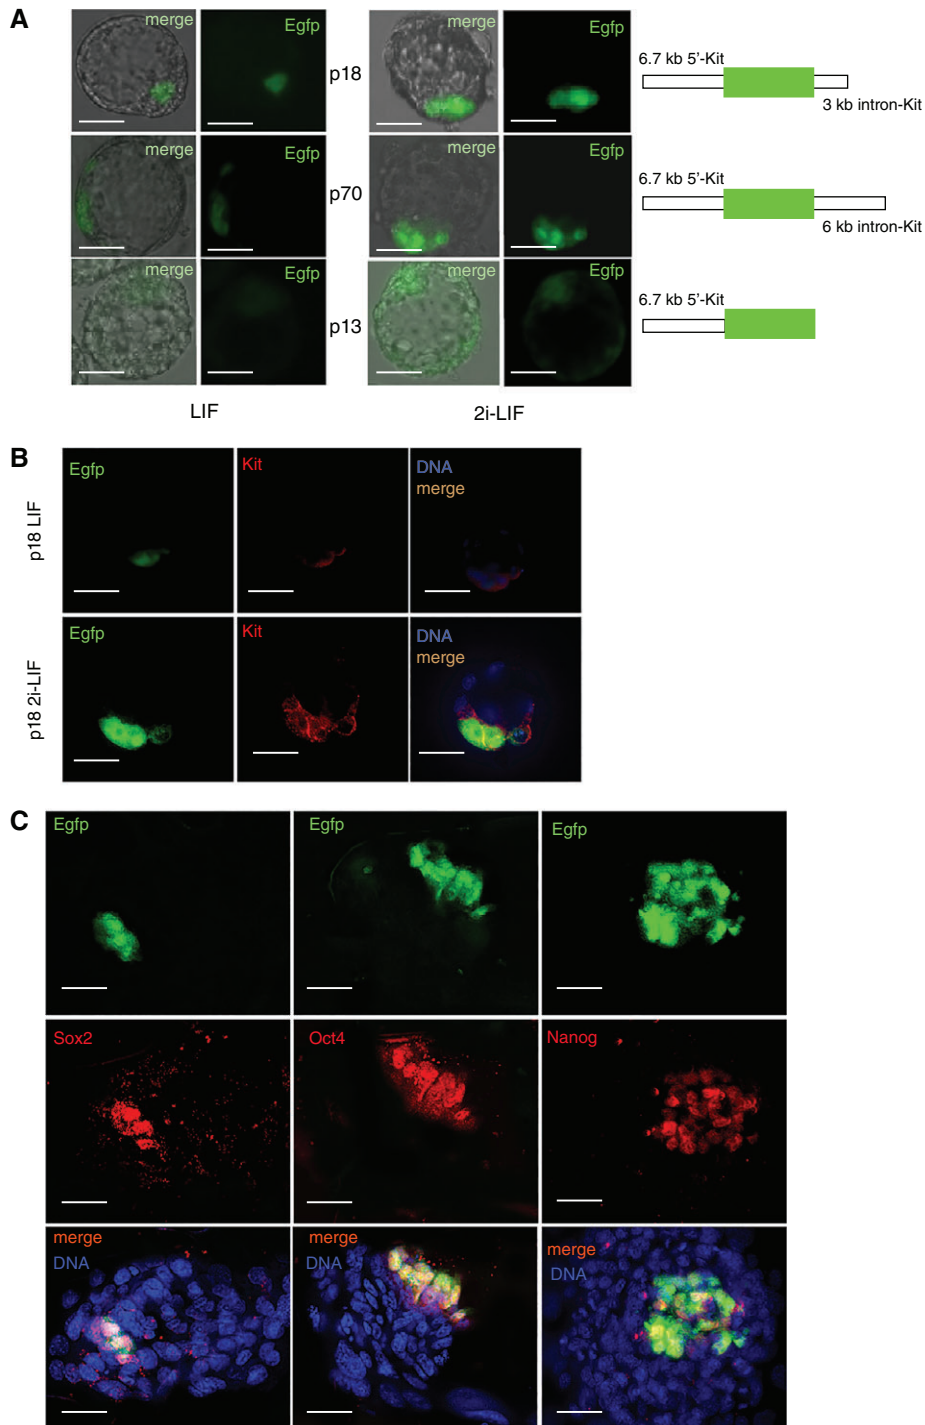 A
merge
Egfp
p18
merge
Egfp
6.7 kb 5’-Kit
3 kb intron-Kit
merge
Egfp
p70
merge
Egfp
6.7 kb 5’-Kit
6 kb intron-Kit
merge
Egfp
p13
merge
Egfp
6.7 kb 5’-Kit
LIF
2i-LIF
B
p18 LIF
Egfp
Kit
DNA
merge
p18 2i-LIF
Egfp
Kit
DNA
merge
C
Egfp
Egfp
Egfp
Sox2
Oct4
Nanog
merge
DNA
merge
DNA
merge
DNA